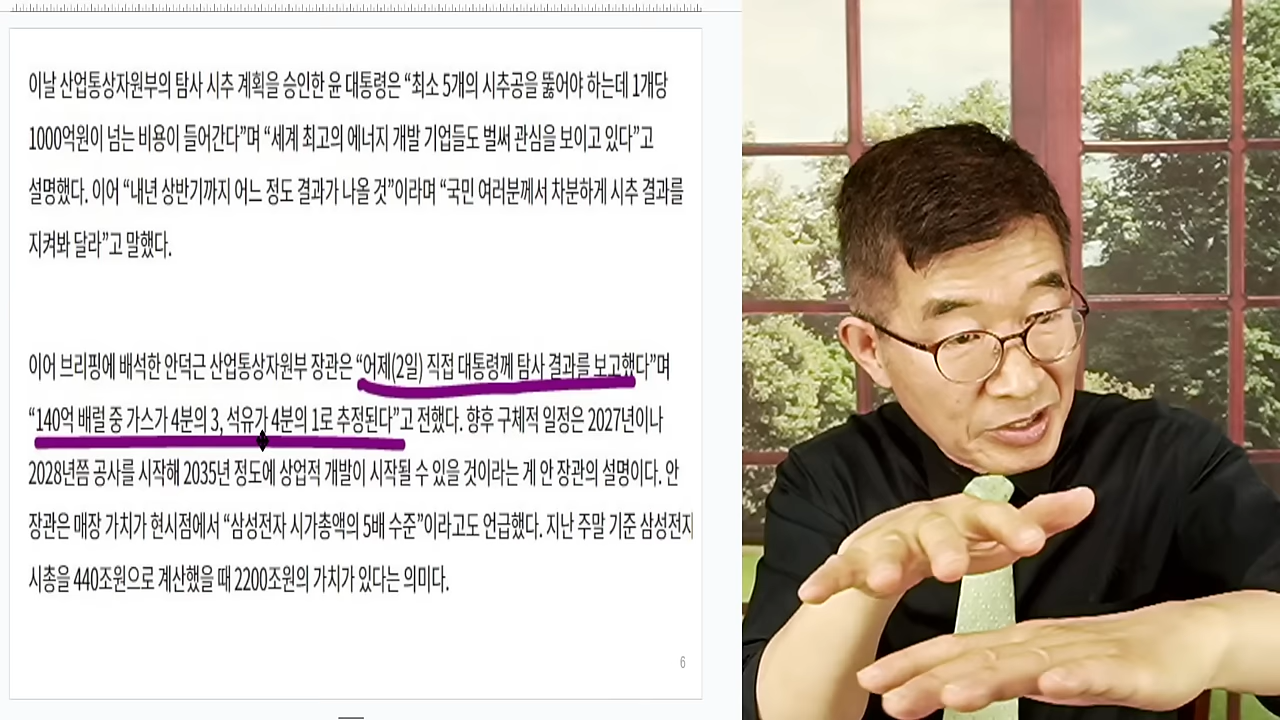 이날 산업통상자원부의 탐사 시추 계획을 승인한 윤 대통령은 “최소 5개의 시추공을 뚫어야 하는데 1개당
1000억원이 넘는 비용이 들어간다”며 “세계 최고의 에너지 개발 기업들도 벌써 관심을 보이고 있다”고
설명했다. 이어 “내년 상반기까지 어느 정도 결과가 나올 것”이라며 “국민 여러분께서 차분하게 시추 결과를
지켜봐 달라”고 말했다.
이어 브리핑에 배석한 안덕근 산업통상자원부 장관은 “어제(2일) 직접 대통령께 탐사 결과를 보고했다”며
“140억 배럴 중 가스가 4분의 3, 석유가 4분의 1로 추정된다”고 전했다. 향후 구체적 일정은 2027년이나
2028년쯤 공사를 시작해 2035년 정도에 상업적 개발이 시작될 수 있을 것이라는 게 안 장관의 설명이다. 안
장관은 매장 가치가 현시점에서 “삼성전자 시가총액의 5배 수준”이라고도 언급했다. 지난 주말 기준 삼성전자
시총을 440조원으로 계산했을 때 2200조원의 가치가 있다는 의미다.
6